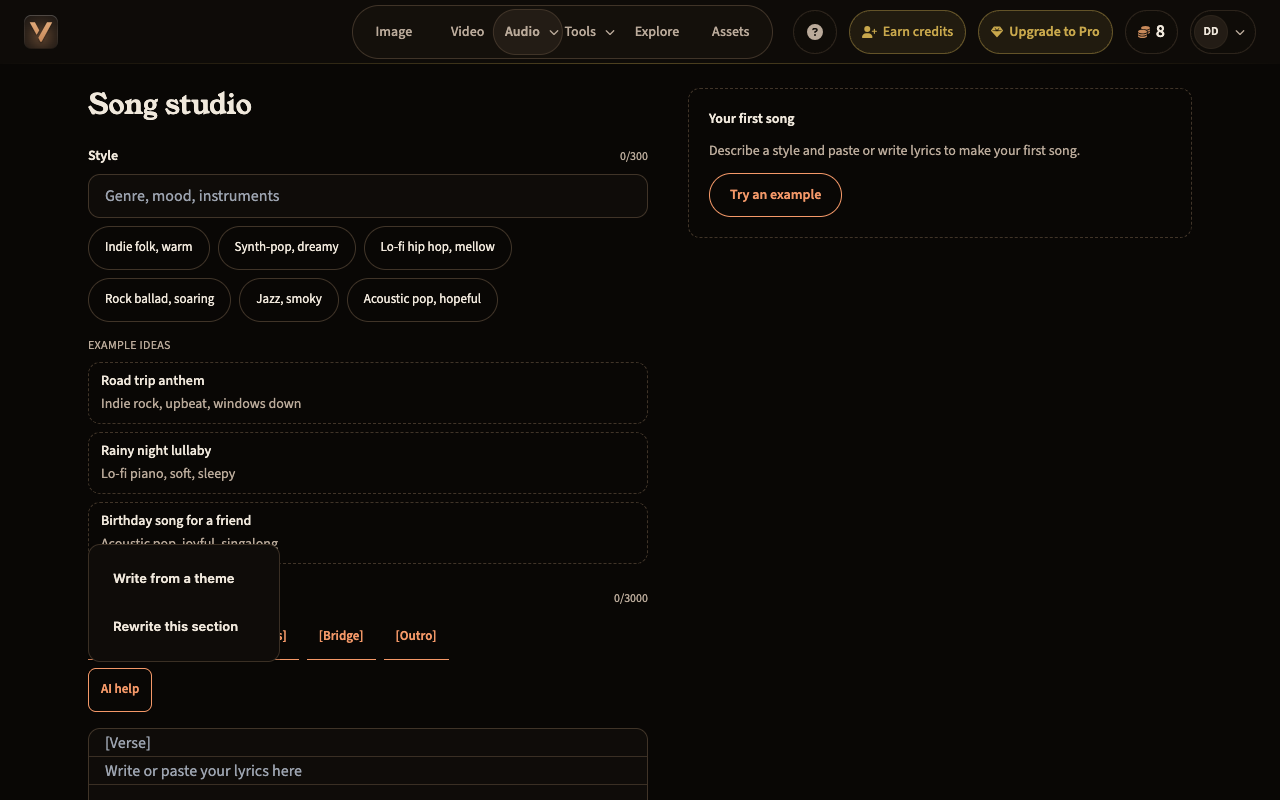 Image Video Audio Tools Explore Assets ? Earn credits Upgrade to Pro 8 DD
Song studio
Style 0/300
Genre, mood, instruments
Indie folk, warm Synth-pop, dreamy Lo-fi hip hop, mellow
Rock ballad, soaring Jazz, smoky Acoustic pop, hopeful
EXAMPLE IDEAS
Road trip anthem
Indie rock, upbeat, windows down
Rainy night lullaby
Lo-fi piano, soft, sleepy
Birthday song for a friend
Acoustic pop, joyful, singalong
Write from a theme
Rewrite this section
0/3000
[Bridge] [Outro]
AI help
[Verse]
Write or paste your lyrics here
Your first song
Describe a style and paste or write lyrics to make your first song.
Try an example